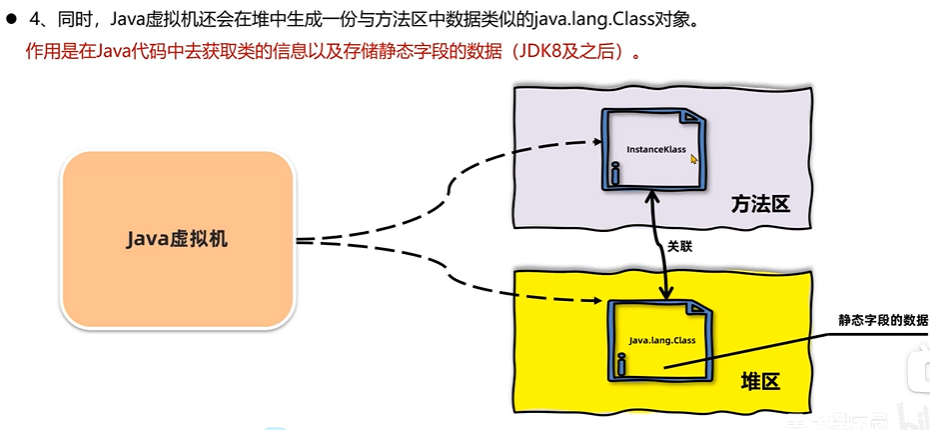 ● 4、同时，Java虚拟机还会在堆中生成一份与方法区中数据类似的java.lang.Class对象。
作用是在Java代码中去获取类的信息以及存储静态字段的数据（JDK8及之后）。
InstanceKlass
方法区
Java虚拟机
关联
静态字段的数据
Java.lang.Class
堆区